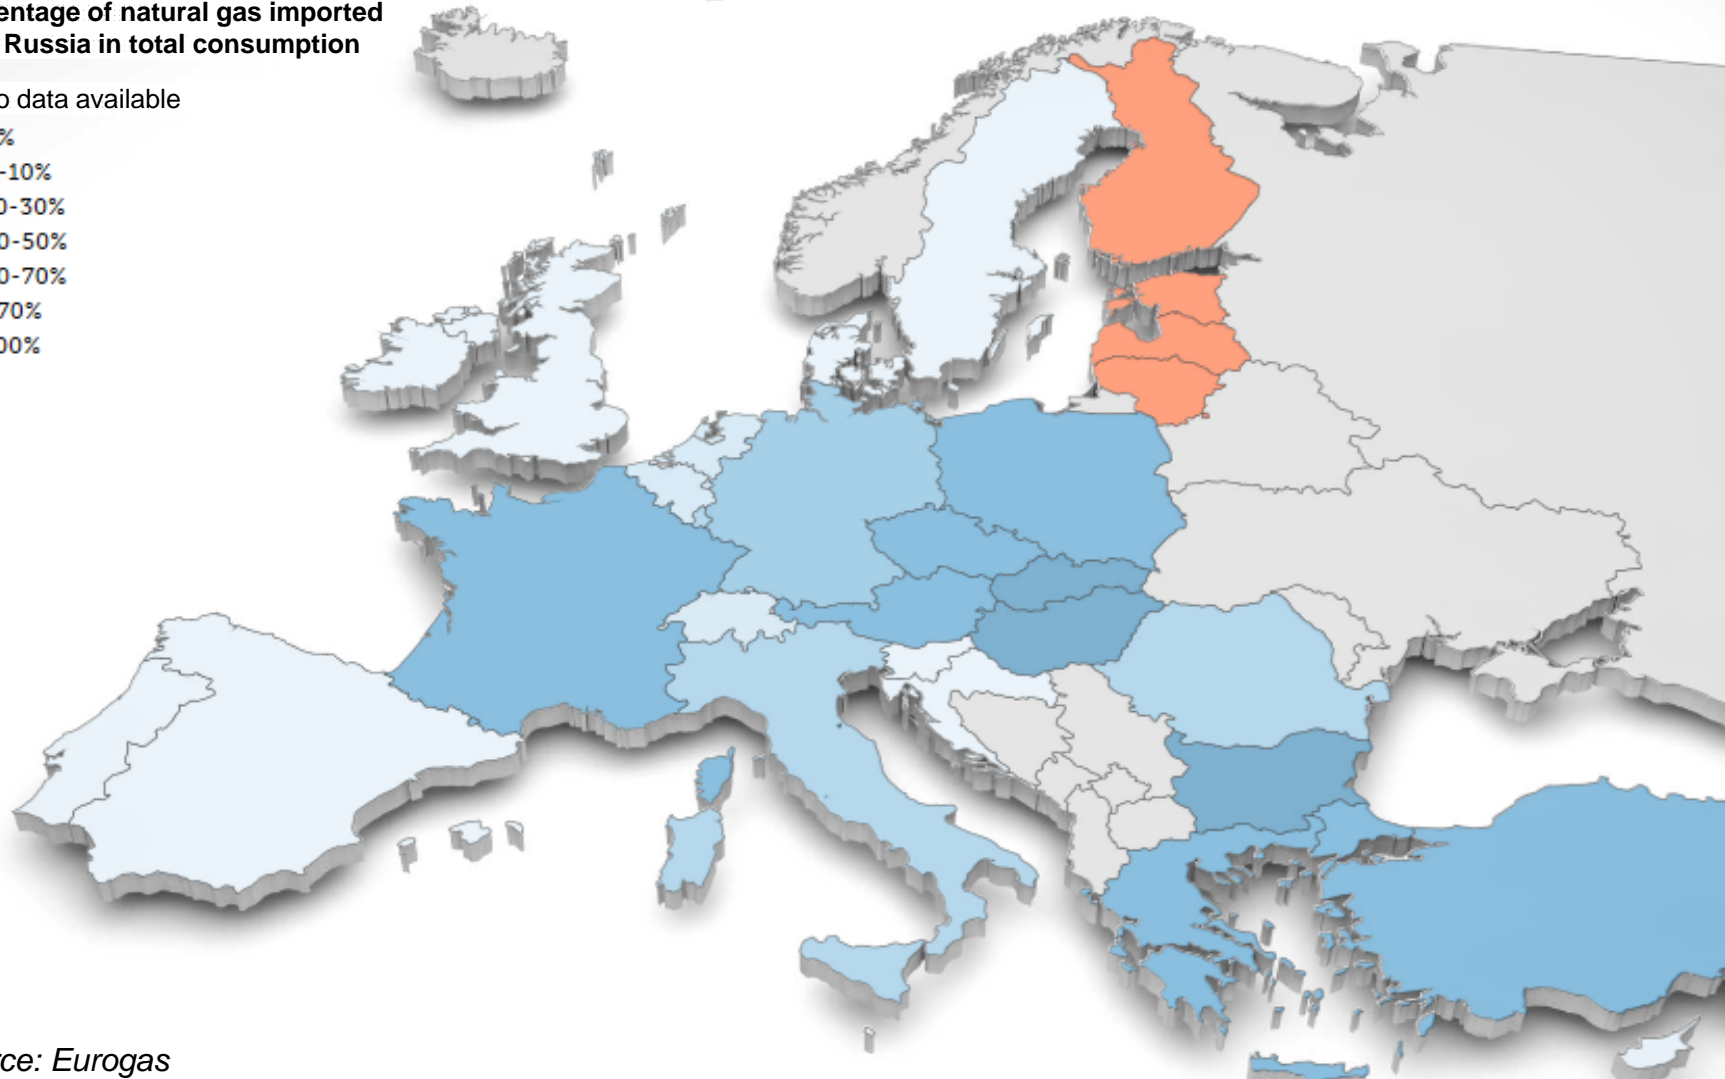 entage of natural gas imported
Russia in total consumption
o data available
%
-10%
0-30%
0-50%
0-70%
70%
00%
rce: Eurogas